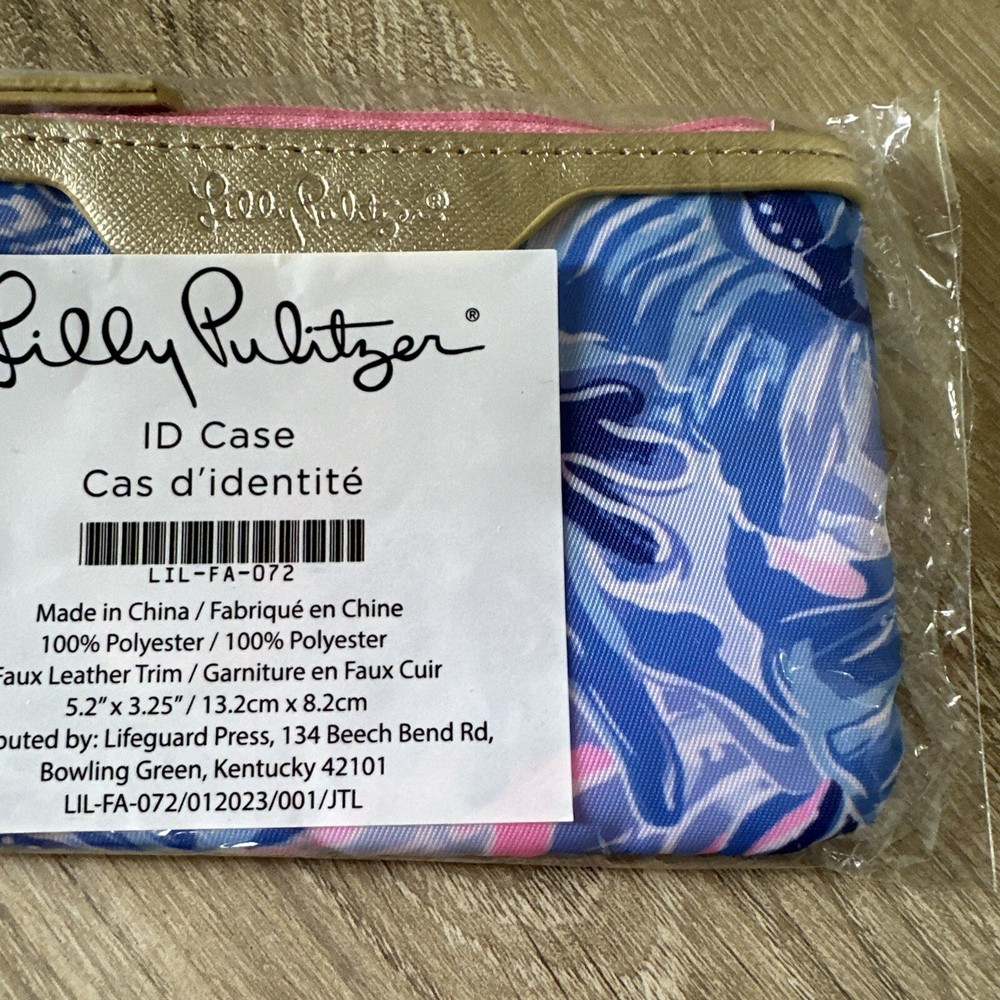 Lilly Pulitzer®
Lilly Pulitzer®
ID Case
Cas d'identité
LIL-FA-072
Made in China / Fabriqué en Chine
100% Polyester / 100% Polyester
Faux Leather Trim / Garniture en Faux Cuir
5.2" x 3.25" / 13.2cm x 8.2cm
by: Lifeguard Press, 134 Beech Bend Rd,
Bowling Green, Kentucky 42101
LIL-FA-072/012023/001/JTL